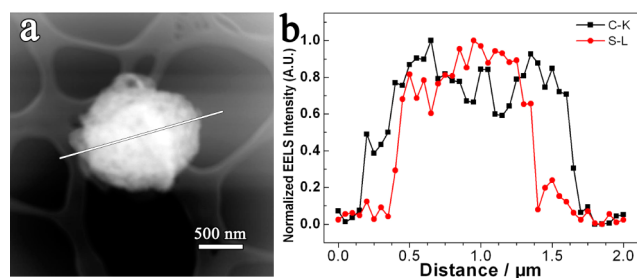 a
500 nm
b
C-K
S-L
Normalized EELS Intensity (A.U.)
1.0
0.8
0.6
0.4
0.2
0.0
0.0 0.5 1.0 1.5 2.0
Distance / μm